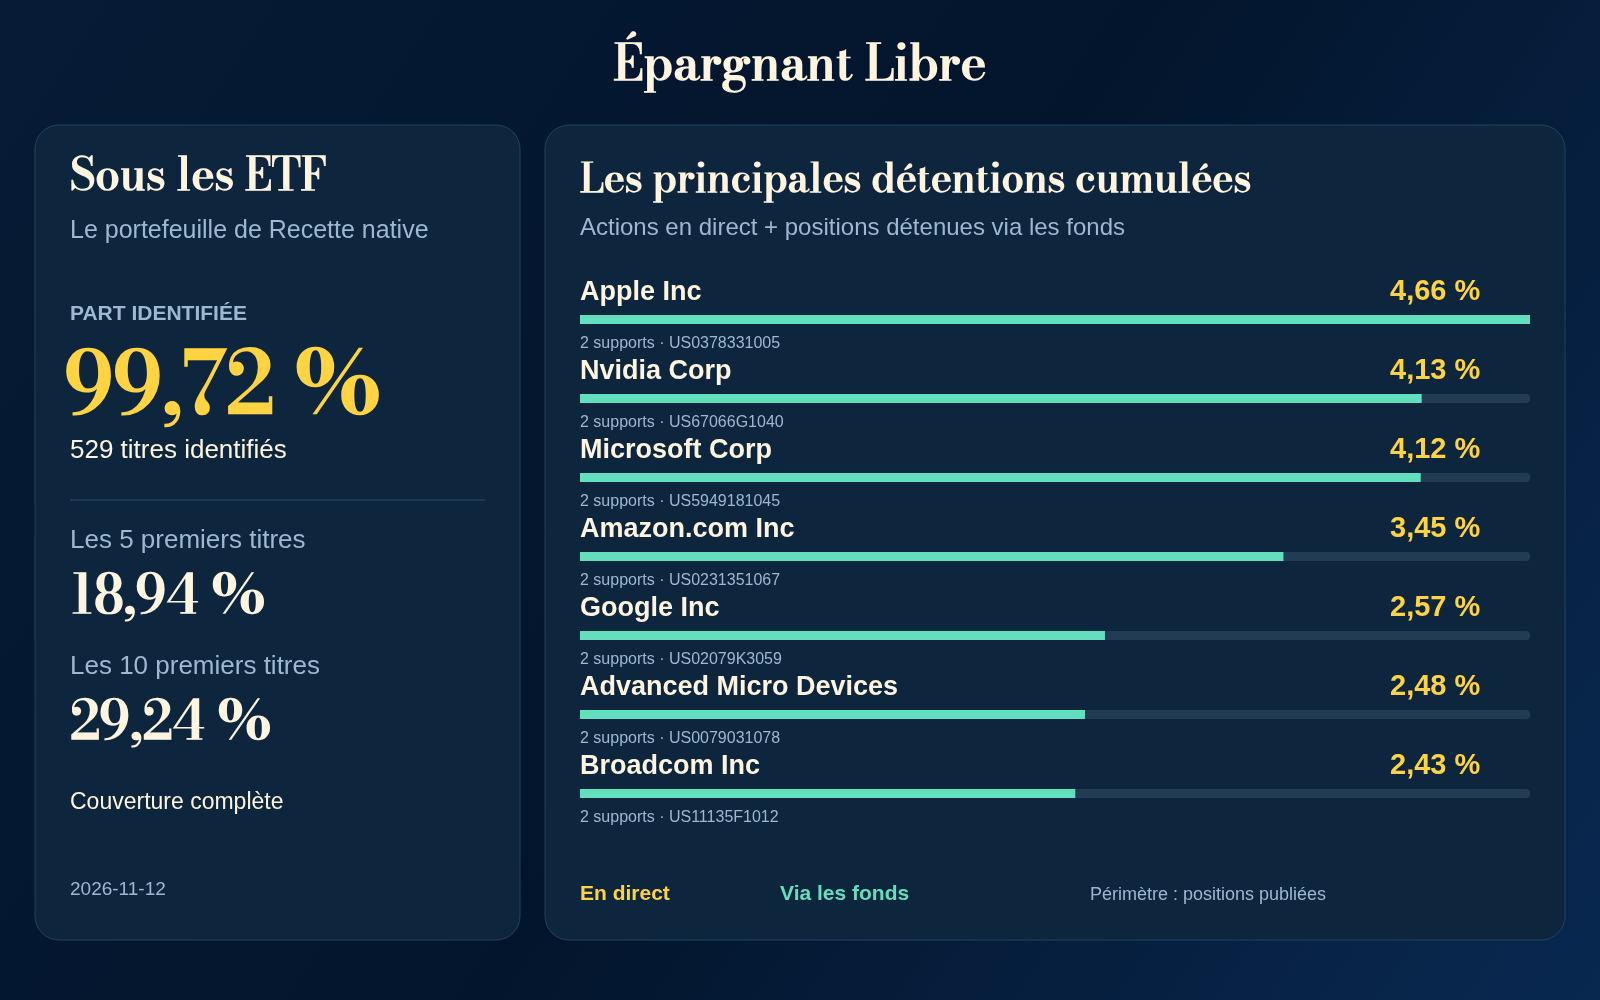 Épargnant Libre
Sous les ETF
Le portefeuille de Recette native
PART IDENTIFIÉE
99,72 %
529 titres identifiés
Les 5 premiers titres
18,94 %
Les 10 premiers titres
29,24 %
Couverture complète
2026-11-12
Les principales détentions cumulées
Actions en direct + positions détenues via les fonds
Apple Inc 4,66 %
2 supports · US0378331005
Nvidia Corp 4,13 %
2 supports · US67066G1040
Microsoft Corp 4,12 %
2 supports · US5949181045
Amazon.com Inc 3,45 %
2 supports · US0231351067
Google Inc 2,57 %
2 supports · US02079K3059
Advanced Micro Devices 2,48 %
2 supports · US0079031078
Broadcom Inc 2,43 %
2 supports · US11135F1012
En direct Via les fonds Périmètre : positions publiées